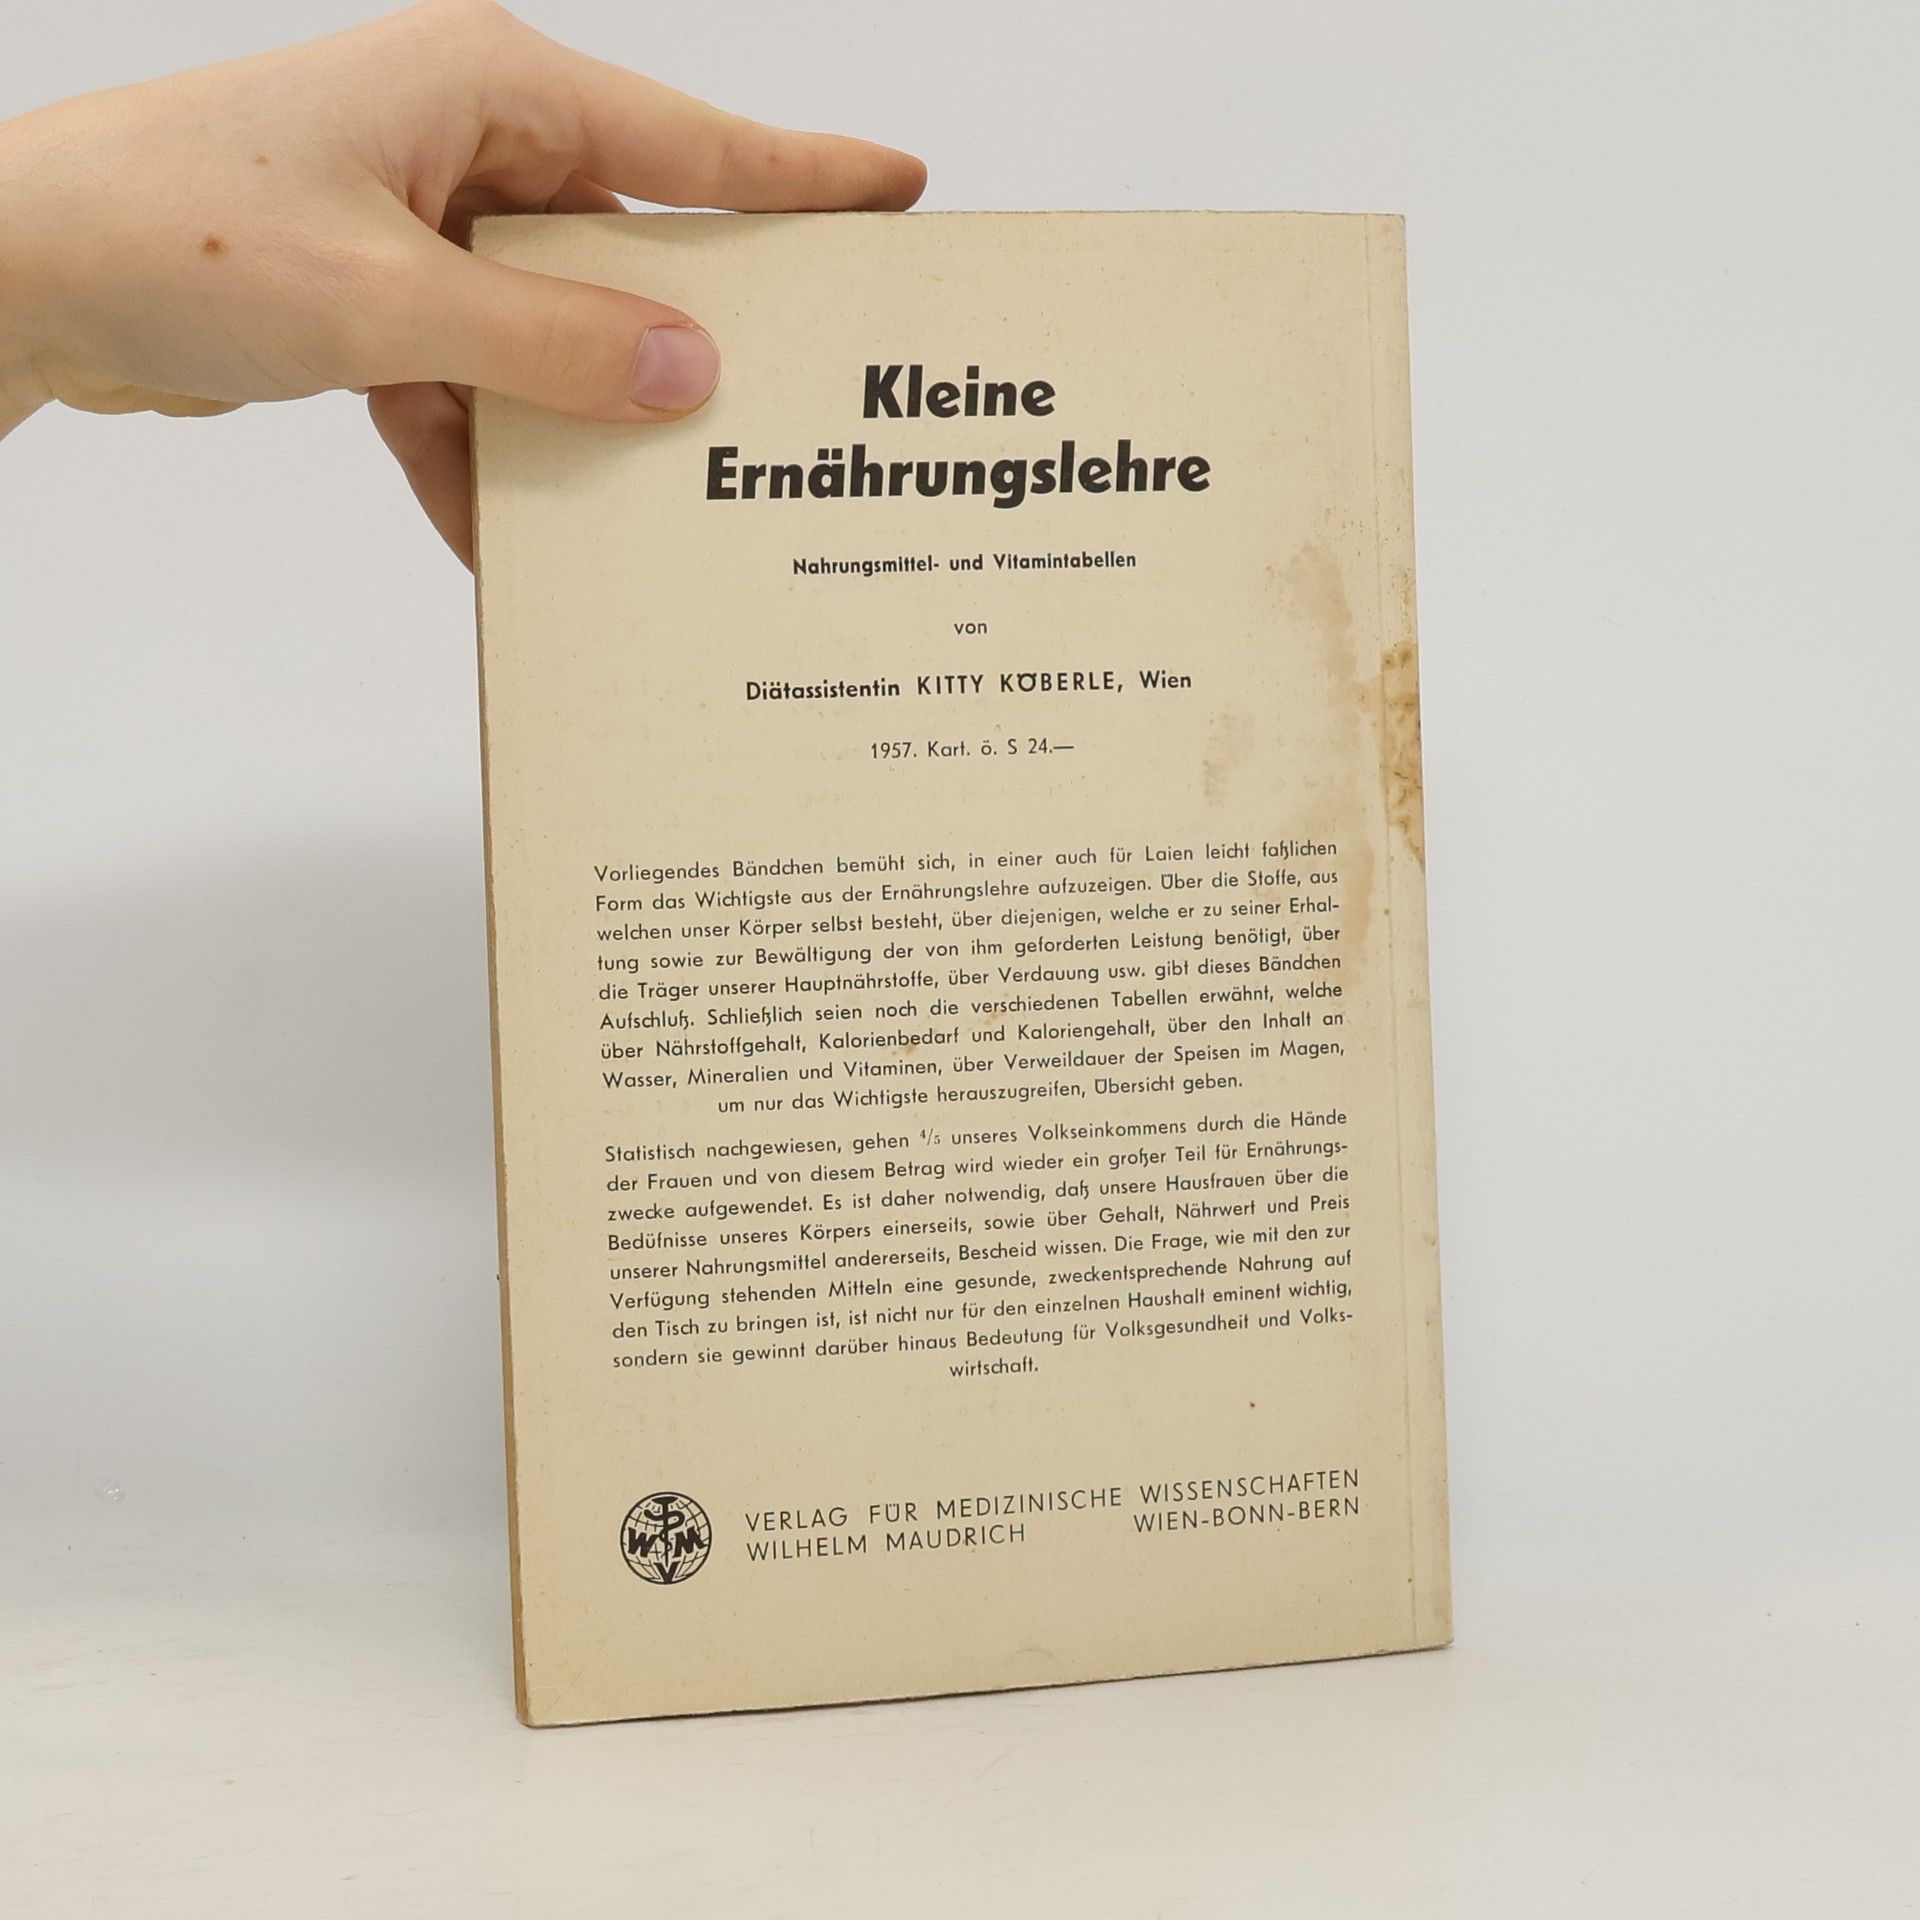 Kleine
Ernährungslehre
Nahrungsmittel- und Vitamintabellen
von
Diätassistentin KITTY KÖBERLE, Wien
1957. Kart. ö. S 24.—
Vorliegendes Bändchen bemüht sich, in einer auch für Laien leicht faßlichen
Form das Wichtigste aus der Ernährungslehre aufzuzeigen. Über die Stoffe, aus
welchen unser Körper selbst besteht, über diejenigen, welche er zu seiner Erhal-
tung sowie zur Bewältigung der von ihm geforderten Leistung benötigt, über
die Träger unserer Hauptnährstoffe, über Verdauung usw. gibt dieses Bändchen
Aufschluß. Schließlich seien noch die verschiedenen Tabellen erwähnt, welche
über Nährstoffgehalt, Kalorienbedarf und Kaloriengehalt, über den Inhalt an
Wasser, Mineralien und Vitaminen, über Verweildauer der Speisen im Magen,
um nur das Wichtigste herauszugreifen, Übersicht geben.
Statistisch nachgewiesen, gehen 4/5 unseres Volkseinkommens durch die Hände
der Frauen und von diesem Betrag wird wieder ein großer Teil für Ernährungs-
zwecke aufgewendet. Es ist daher notwendig, daß unsere Hausfrauen über die
Bedüfnisse unseres Körpers einerseits, sowie über Gehalt, Nährwert und Preis
unserer Nahrungsmittel andererseits, Bescheid wissen. Die Frage, wie mit den zur
Verfügung stehenden Mitteln eine gesunde, zweckentsprechende Nahrung auf
den Tisch zu bringen ist, ist nicht nur für den einzelnen Haushalt eminent wichtig,
sondern sie gewinnt darüber hinaus Bedeutung für Volksgesundheit und Volks-
wirtschaft.
WMV
VERLAG FÜR MEDIZINISCHE WISSENSCHAFTEN
WILHELM MAUDRICH WIEN-BONN-BERN